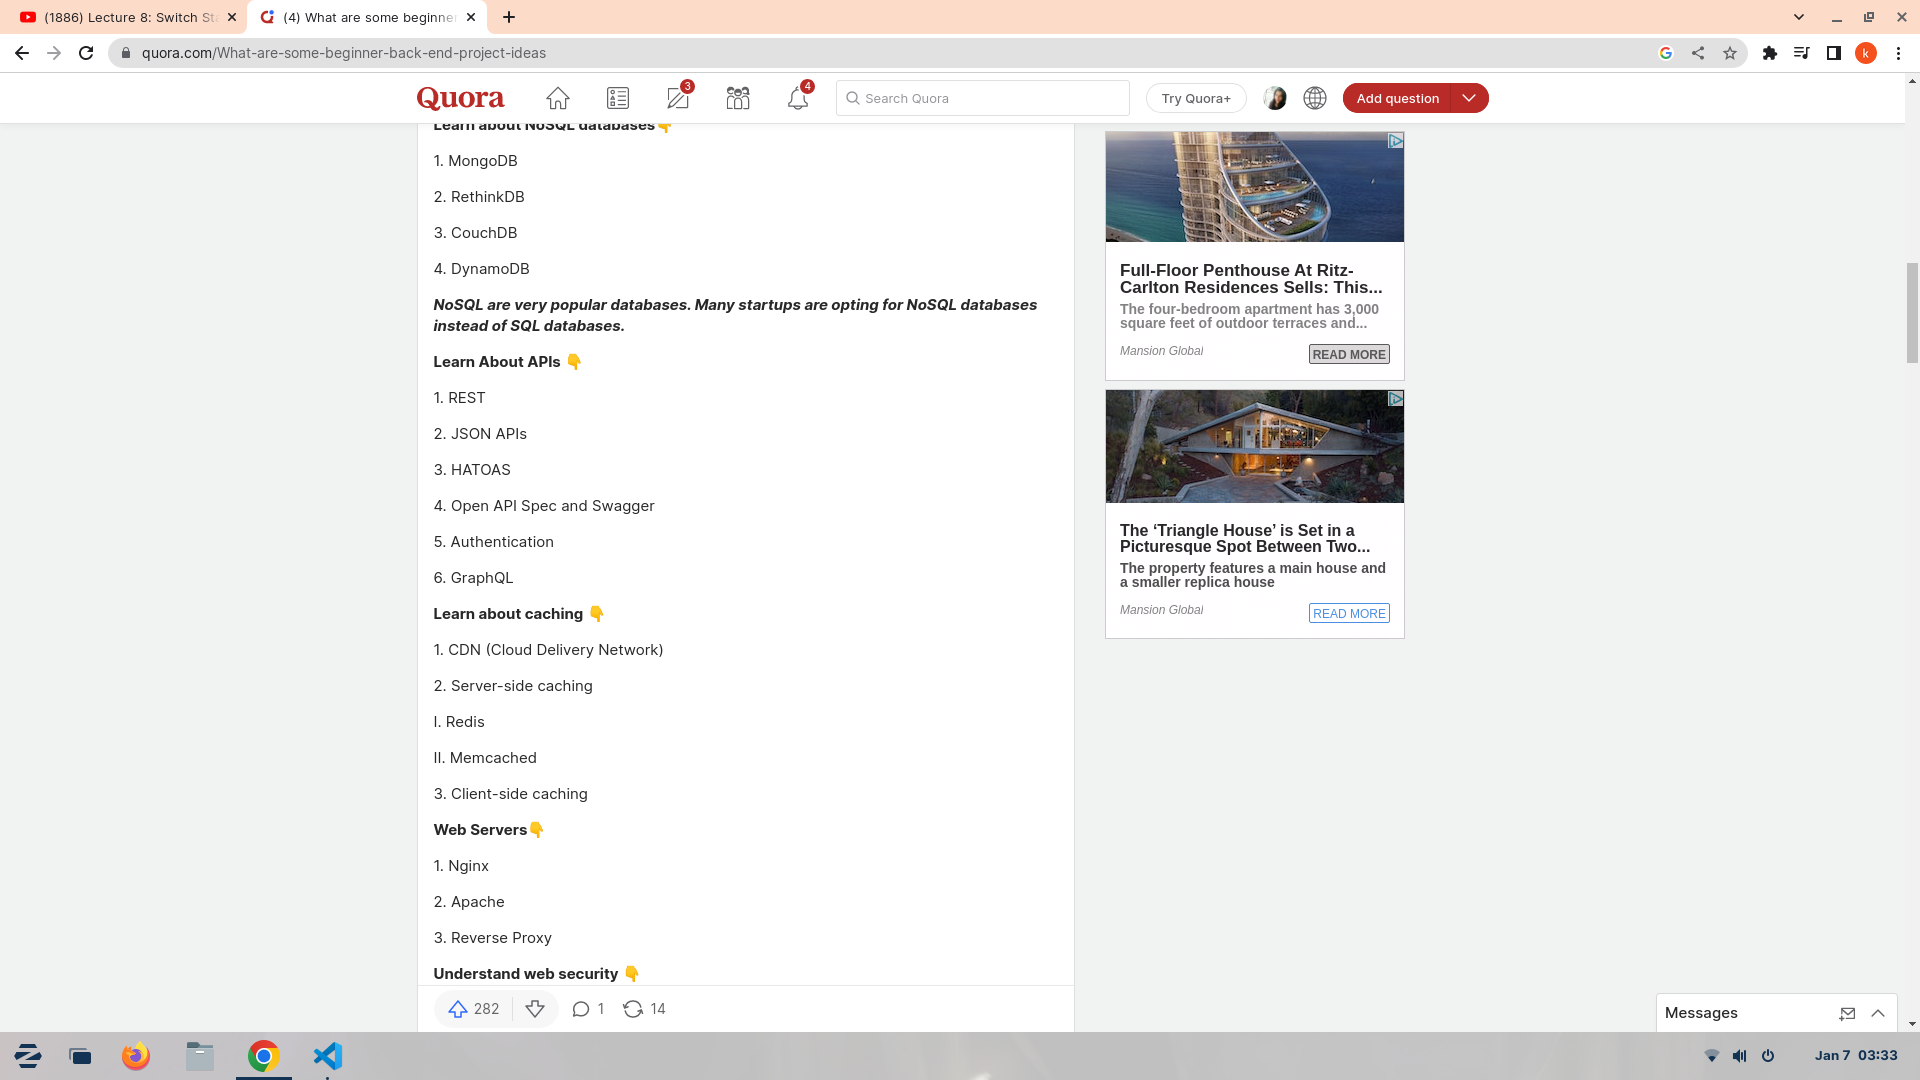 (1886) Lecture 8: Switch St
(4) What are some beginner
quora.com/What-are-some-beginner-back-end-project-ideas
k
Quora
3
4
Search Quora
Try Quora+
Add question
Learn about NoSQL databases👇
1. MongoDB
2. RethinkDB
3. CouchDB
4. DynamoDB
NoSQL are very popular databases. Many startups are opting for NoSQL databases
instead of SQL databases.
Learn About APIs 👇
1. REST
2. JSON APIs
3. HATOAS
4. Open API Spec and Swagger
5. Authentication
6. GraphQL
Learn about caching 👇
1. CDN (Cloud Delivery Network)
2. Server-side caching
I. Redis
II. Memcached
3. Client-side caching
Web Servers👇
1. Nginx
2. Apache
3. Reverse Proxy
Understand web security 👇
282
1
14
Full-Floor Penthouse At Ritz-
Carlton Residences Sells: This...
The four-bedroom apartment has 3,000
square feet of outdoor terraces and...
Mansion Global
READ MORE
The ‘Triangle House’ is Set in a
Picturesque Spot Between Two...
The property features a main house and
a smaller replica house
Mansion Global
READ MORE
Messages
Jan 7 03:33